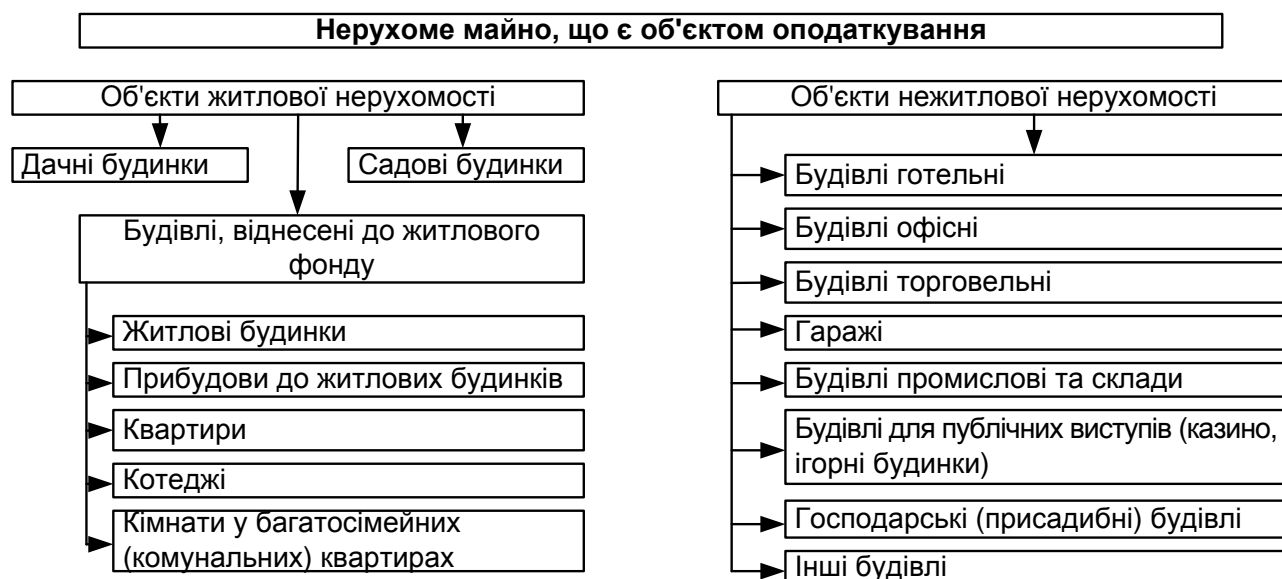 Нерухоме майно, що є об'єктом оподаткування
Об'єкти житлової нерухомості
Дачні будинки
Садові будинки
Будівлі, віднесені до житлового
фонду
Житлові будинки
Прибудови до житлових будинків
Квартири
Котеджі
Кімнати у багатосімейних
(комунальних) квартирах
Об'єкти нежитлової нерухомості
Будівлі готельні
Будівлі офісні
Будівлі торговельні
Гаражі
Будівлі промислові та склади
Будівлі для публічних виступів (казино,
ігорні будинки)
Господарські (присадибні) будівлі
Інші будівлі